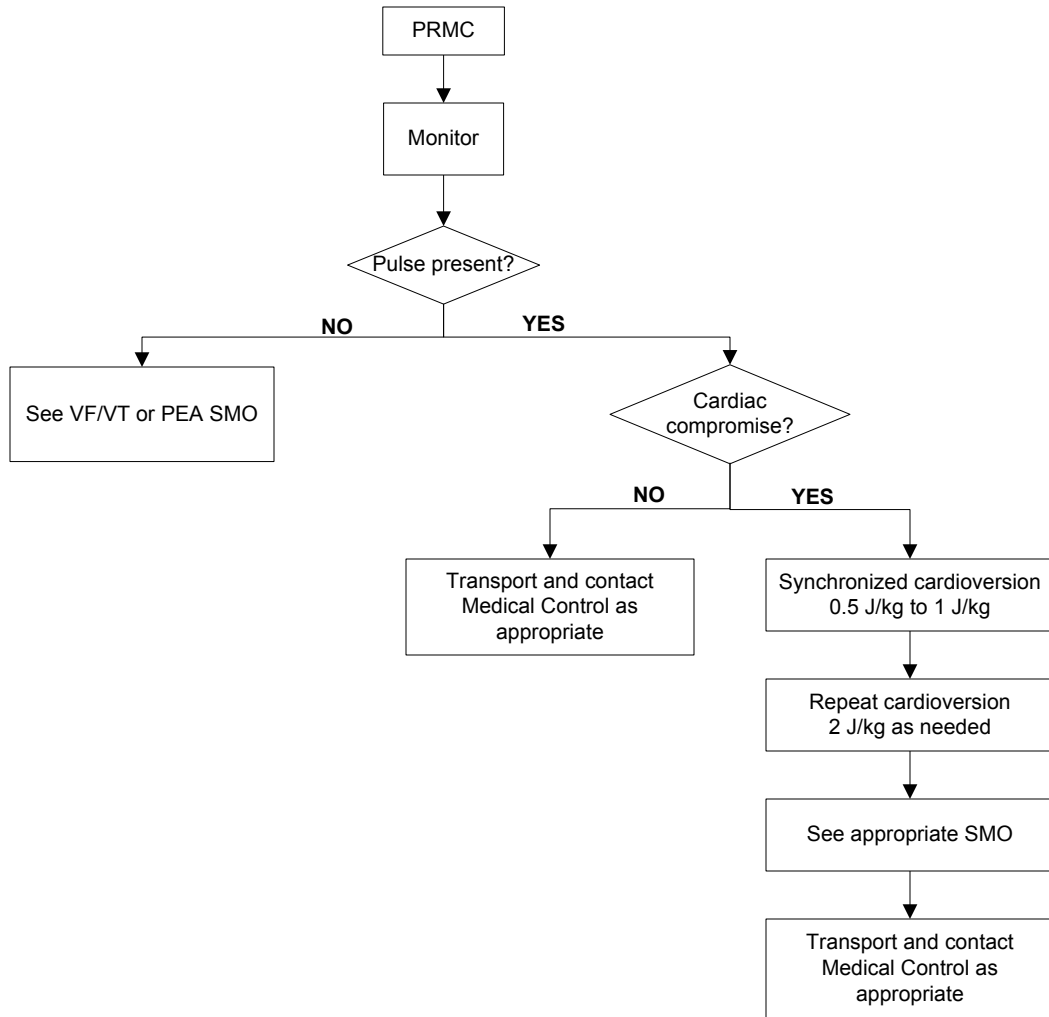 PRMC
Monitor
Pulse present?
NO
YES
See VF/VT or PEA SMO
Cardiac
compromise?
NO
YES
Transport and contact
Medical Control as
appropriate
Synchronized cardioversion
0.5 J/kg to 1 J/kg
Repeat cardioversion
2 J/kg as needed
See appropriate SMO
Transport and contact
Medical Control as
appropriate